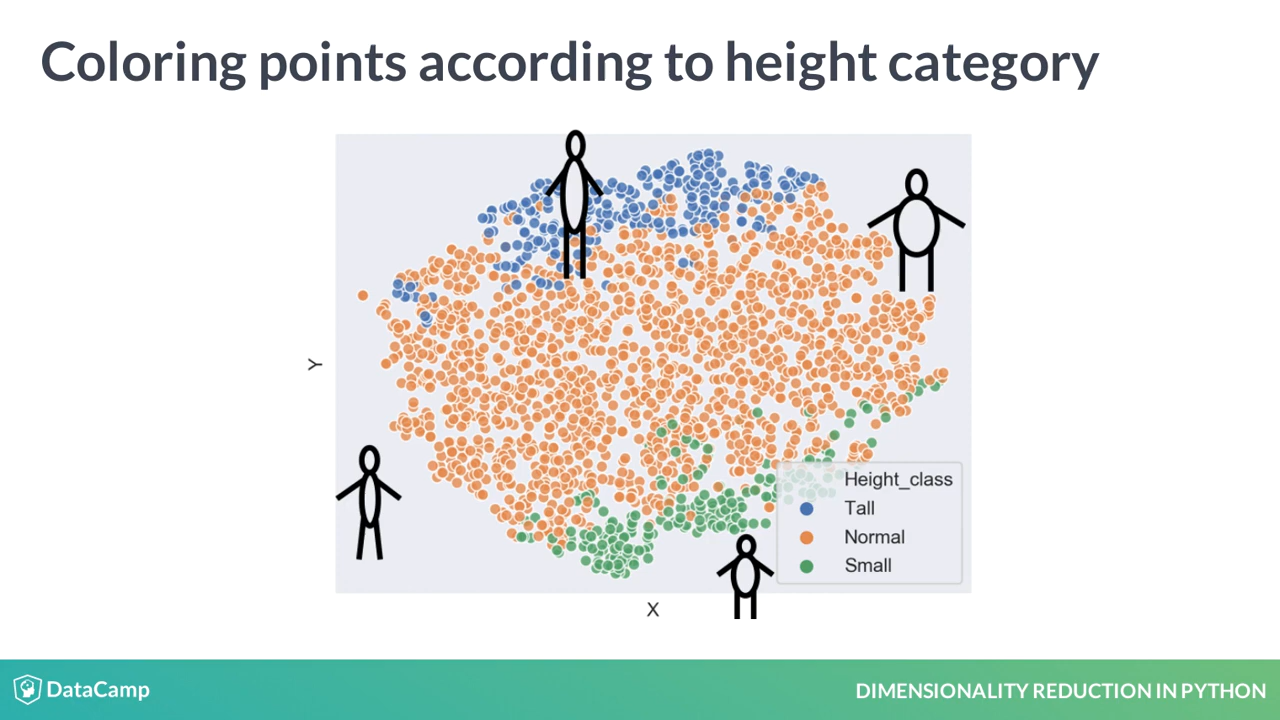 Coloring points according to height category
Y
Height_class
Tall
Normal
Small
X
DataCamp
DIMENSIONALITY REDUCTION IN PYTHON